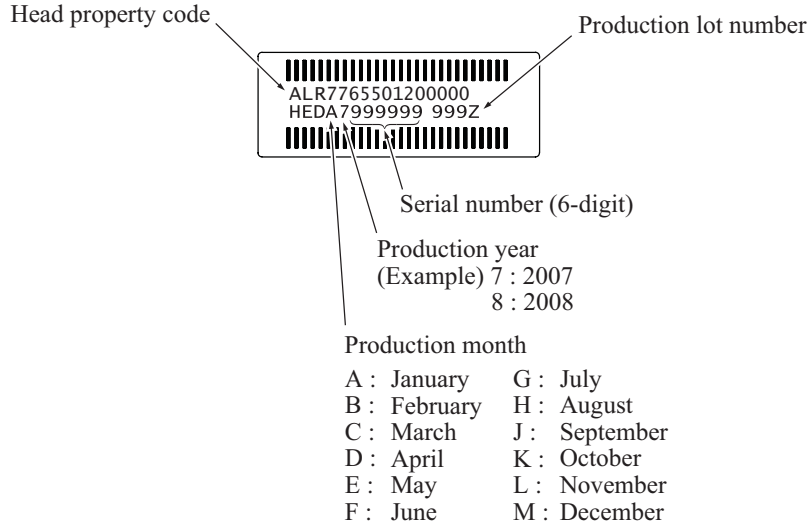 Head property code
Production lot number
ALR7765501200000
HEDA7999999 999Z
Serial number (6-digit)
Production year
(Example) 7 : 2007
8 : 2008
Production month
A : January G : July
B : February H : August
C : March J : September
D : April K : October
E : May L : November
F : June M : December